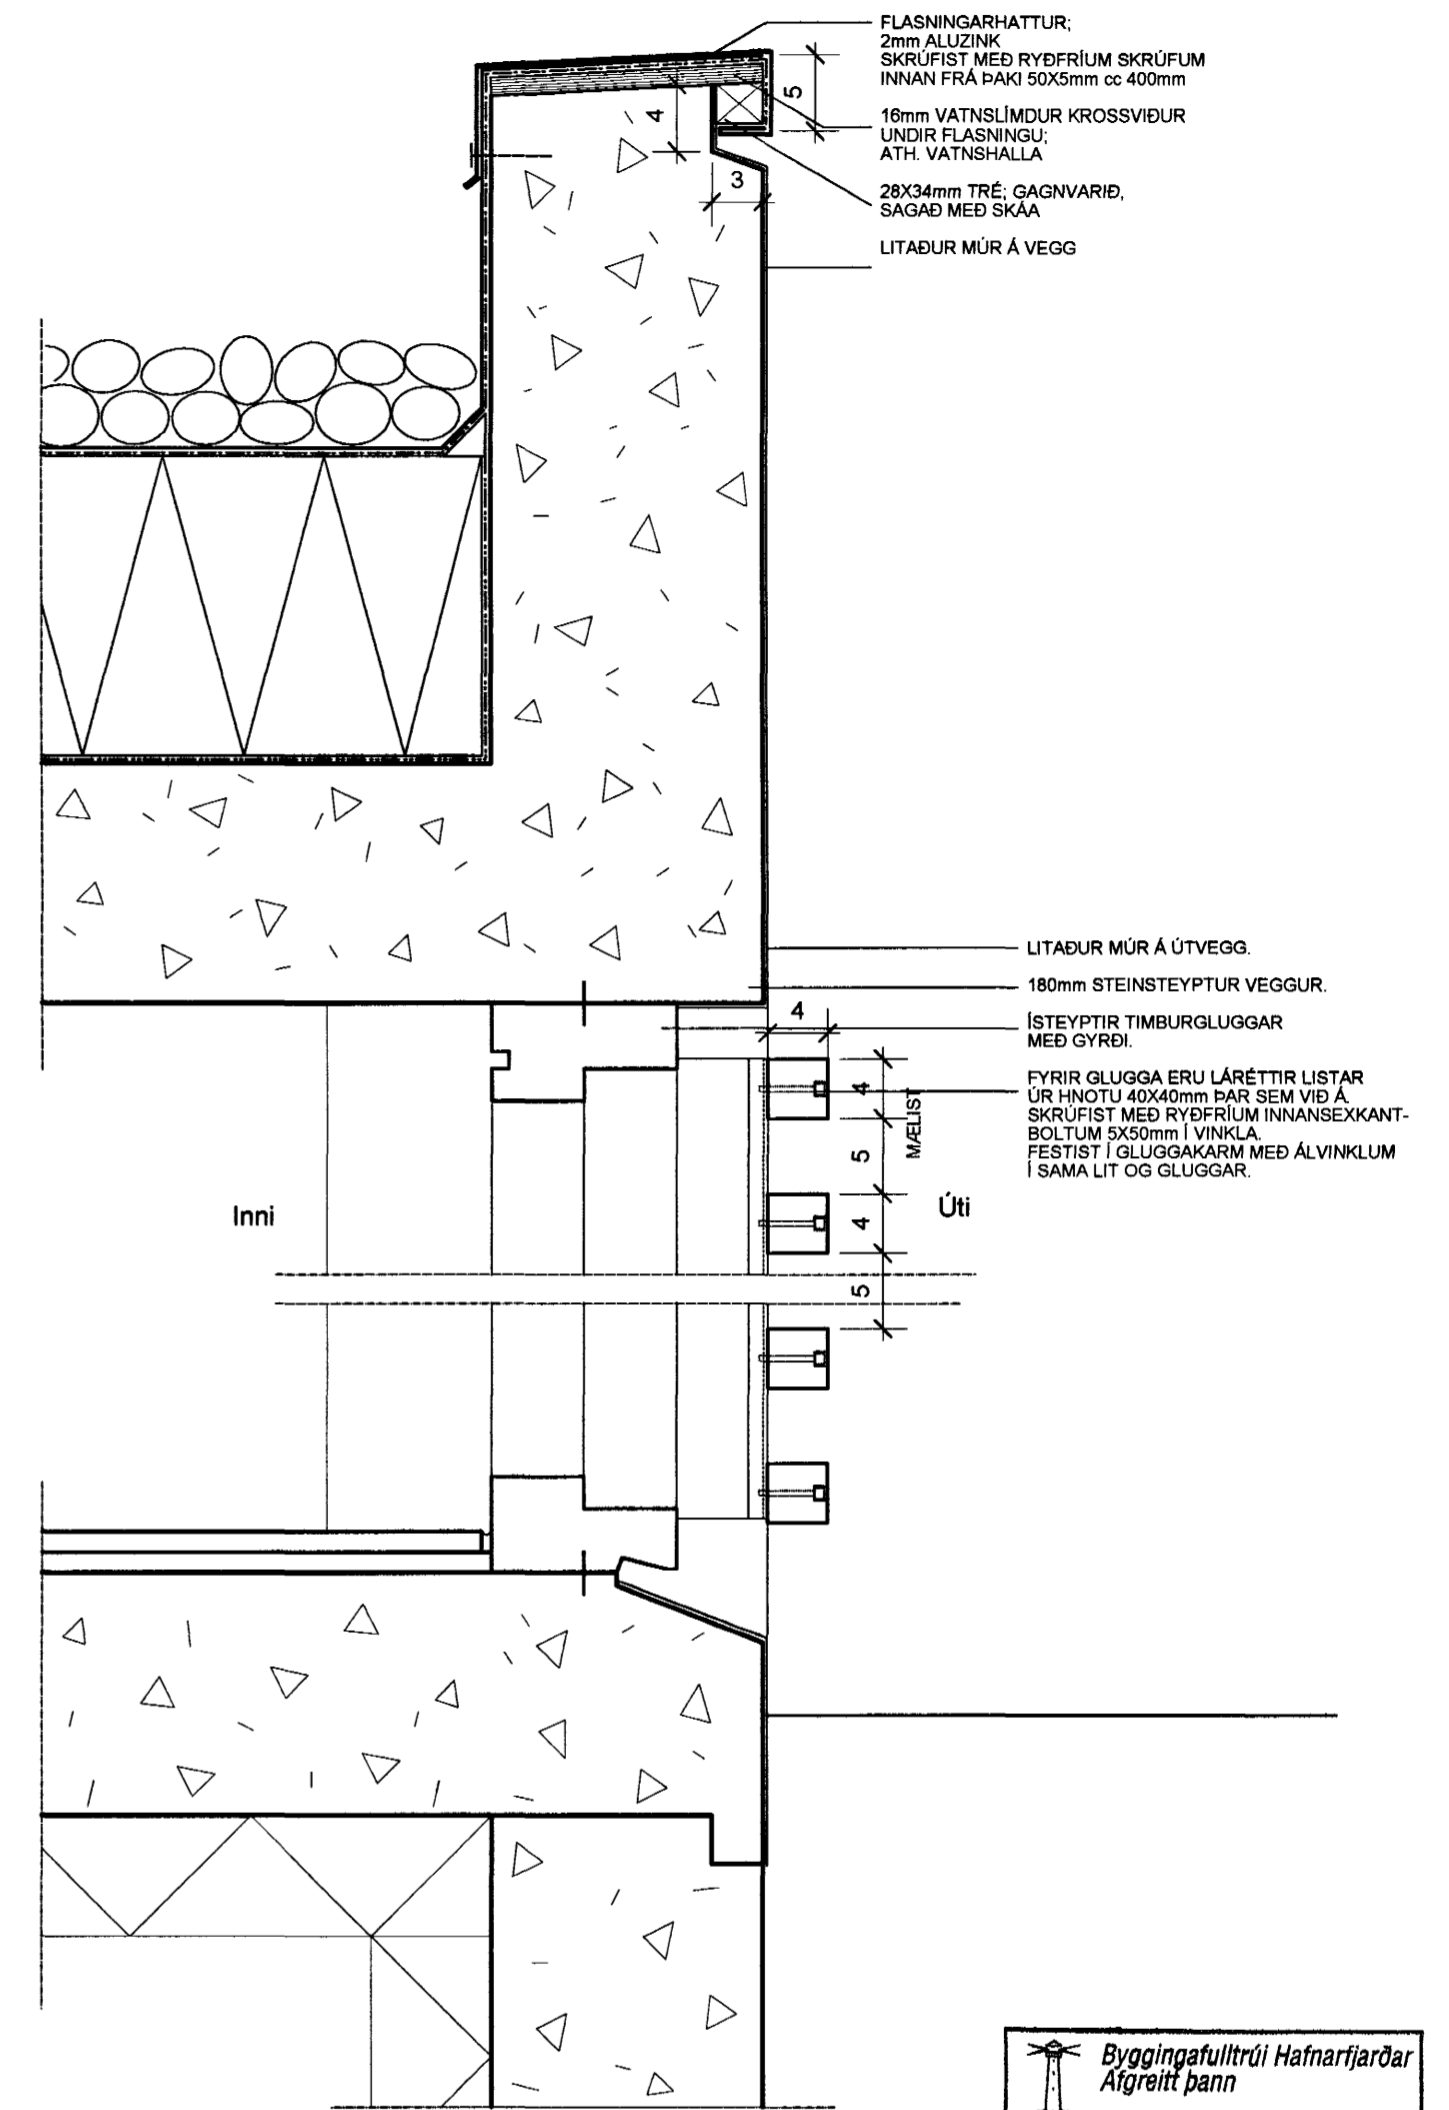 FLASNINGARHATTUR;
2mm ALUZINK
SKRÚFIST MEÐ RYÐFRÍUM SKRÚFUM
INNAN FRÁ ÞAKI 50X5mm cc 400mm
16mm VATNSLÍMDUR KROSSVIÐUR
UNDIR FLASNINGU;
ATH. VATNSHALLA
28X34mm TRÉ; GAGNVARIÐ,
SAGAÐ MEÐ SKÁA
LITAÐUR MÚR Á VEGG
5
4
3
LITAÐUR MÚR Á ÚTVEGG.
180mm STEINSTEYPTUR VEGGUR.
ÍSTEYPTIR TIMBURGLUGGAR
MEÐ GYRÐI.
FYRIR GLUGGA ERU LÁRÉTTIR LISTAR
ÚR HNOTU 40X40mm ÞAR SEM VIÐ Á.
SKRÚFIST MEÐ RYÐFRÍUM INNANSEXKANT-
BOLTUM 5X50mm Í VINKLA.
FESTIST Í GLUGGAKARM MEÐ ÁLVINKLUM
Í SAMA LIT OG GLUGGAR.
4
4
MÆLIST
5
4
5
Inni
Úti
Byggingafulltrúi Hafnarfjarðar
Afgreitt þann